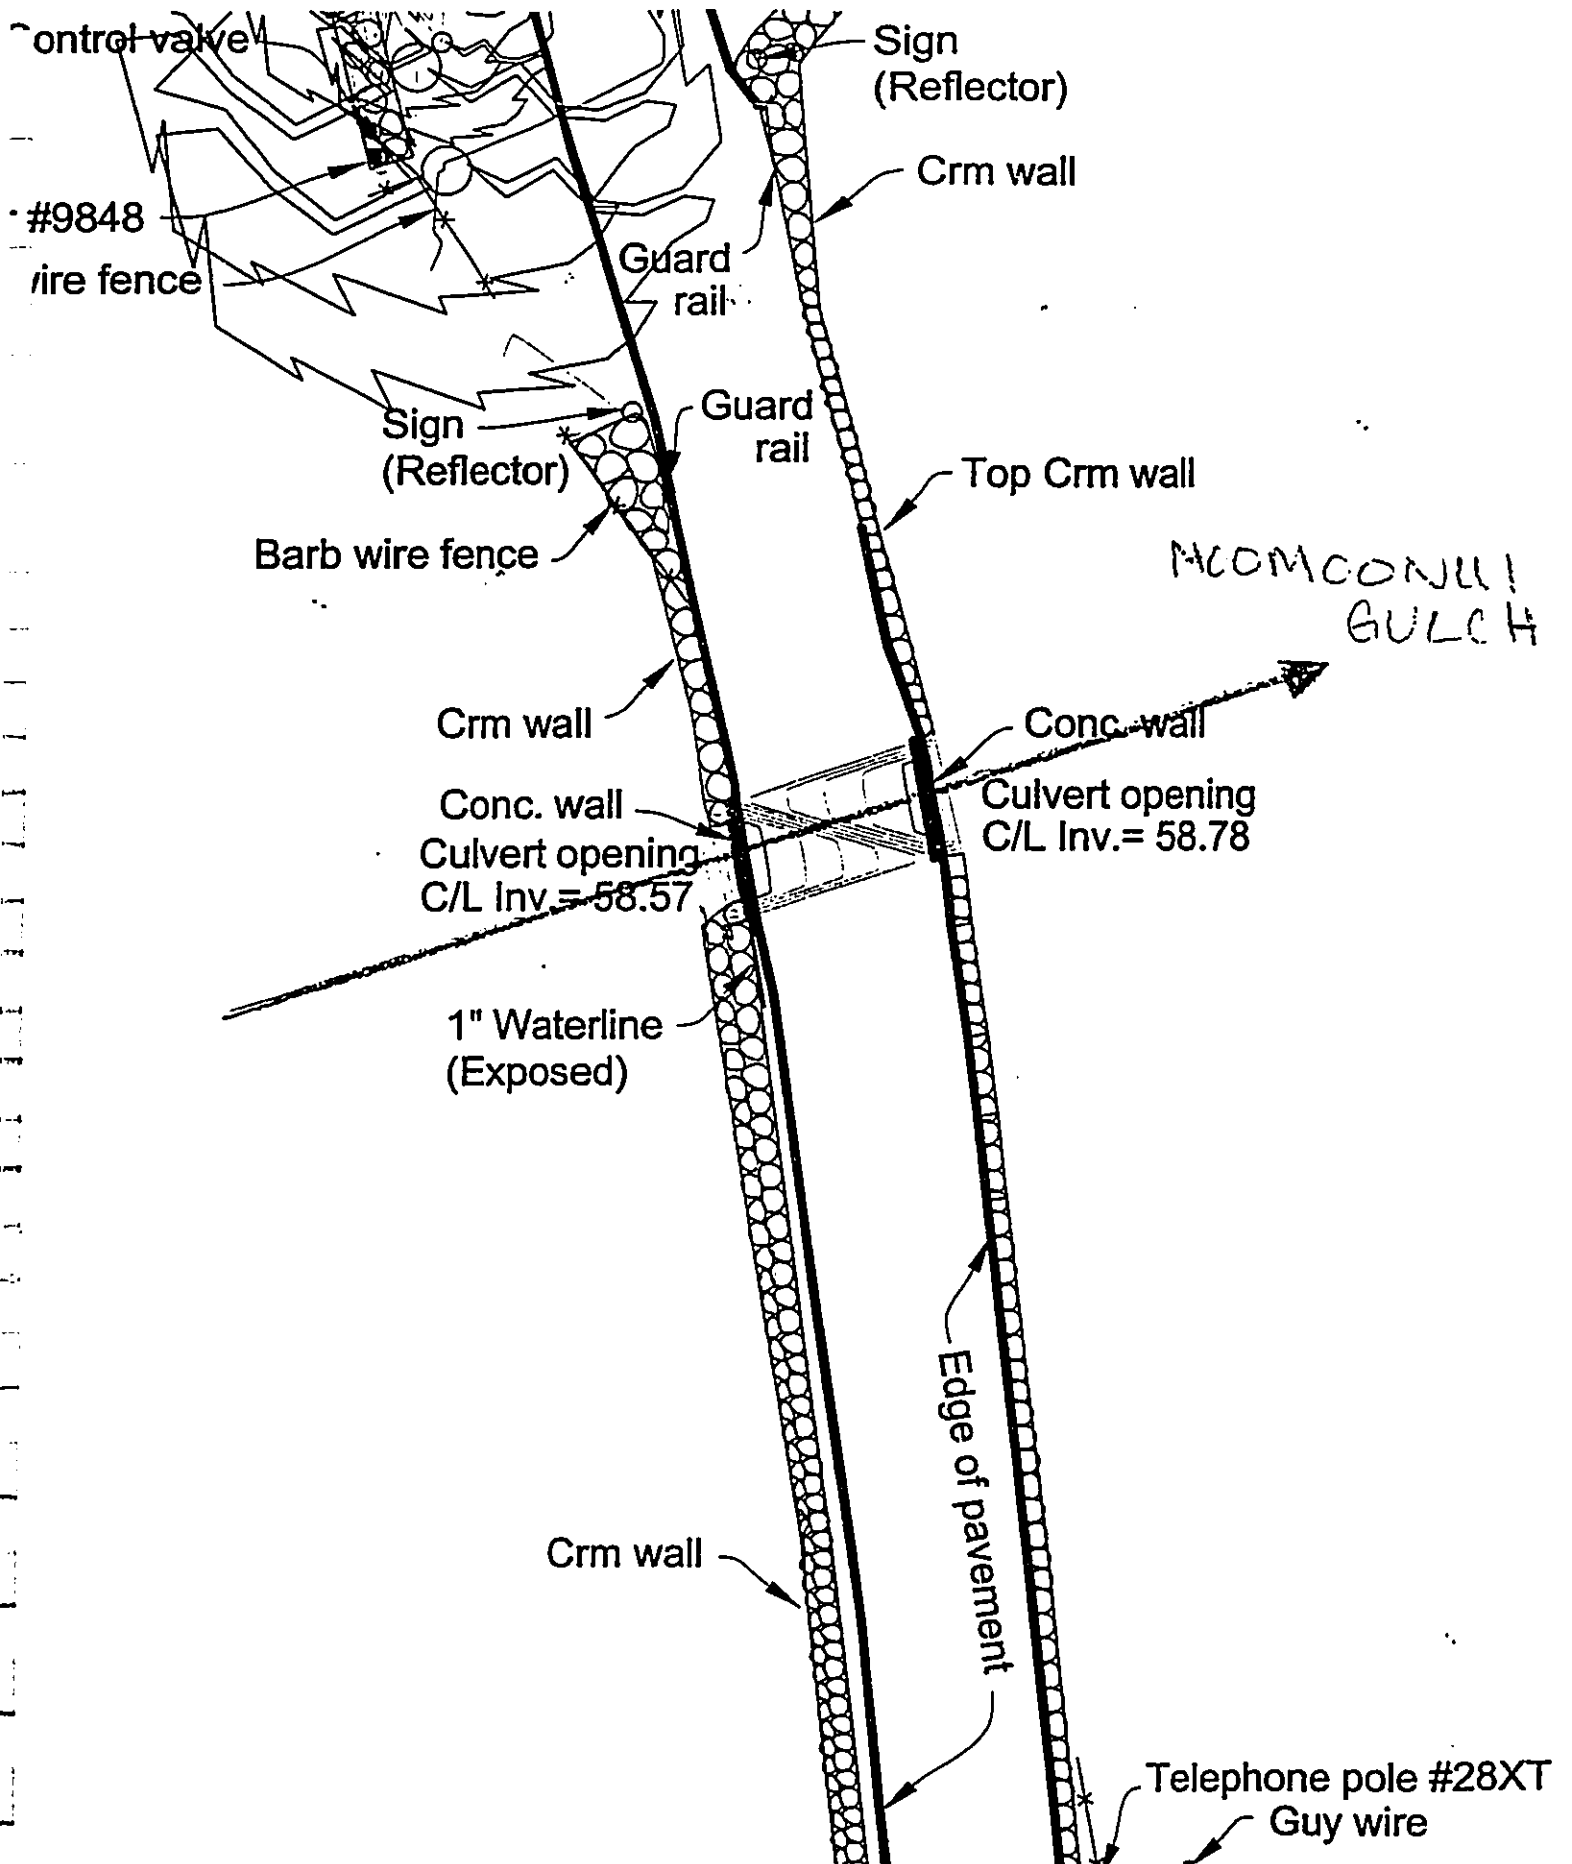 ontrol valve
Sign
(Reflector)
Crm wall
#9848
Guard
rail
ire fence
Sign
(Reflector)
Guard
rail
Top Crm wall
Barb wire fence
GULCH
Crm wall
Conc. wall
Conc. wall
Culvert opening
C/L Inv.= 58.78
Culvert opening
C/L Inv.= 58.57
1" Waterline
(Exposed)
Edge of pavement
Crm wall
Telephone pole #28XT
Guy wire